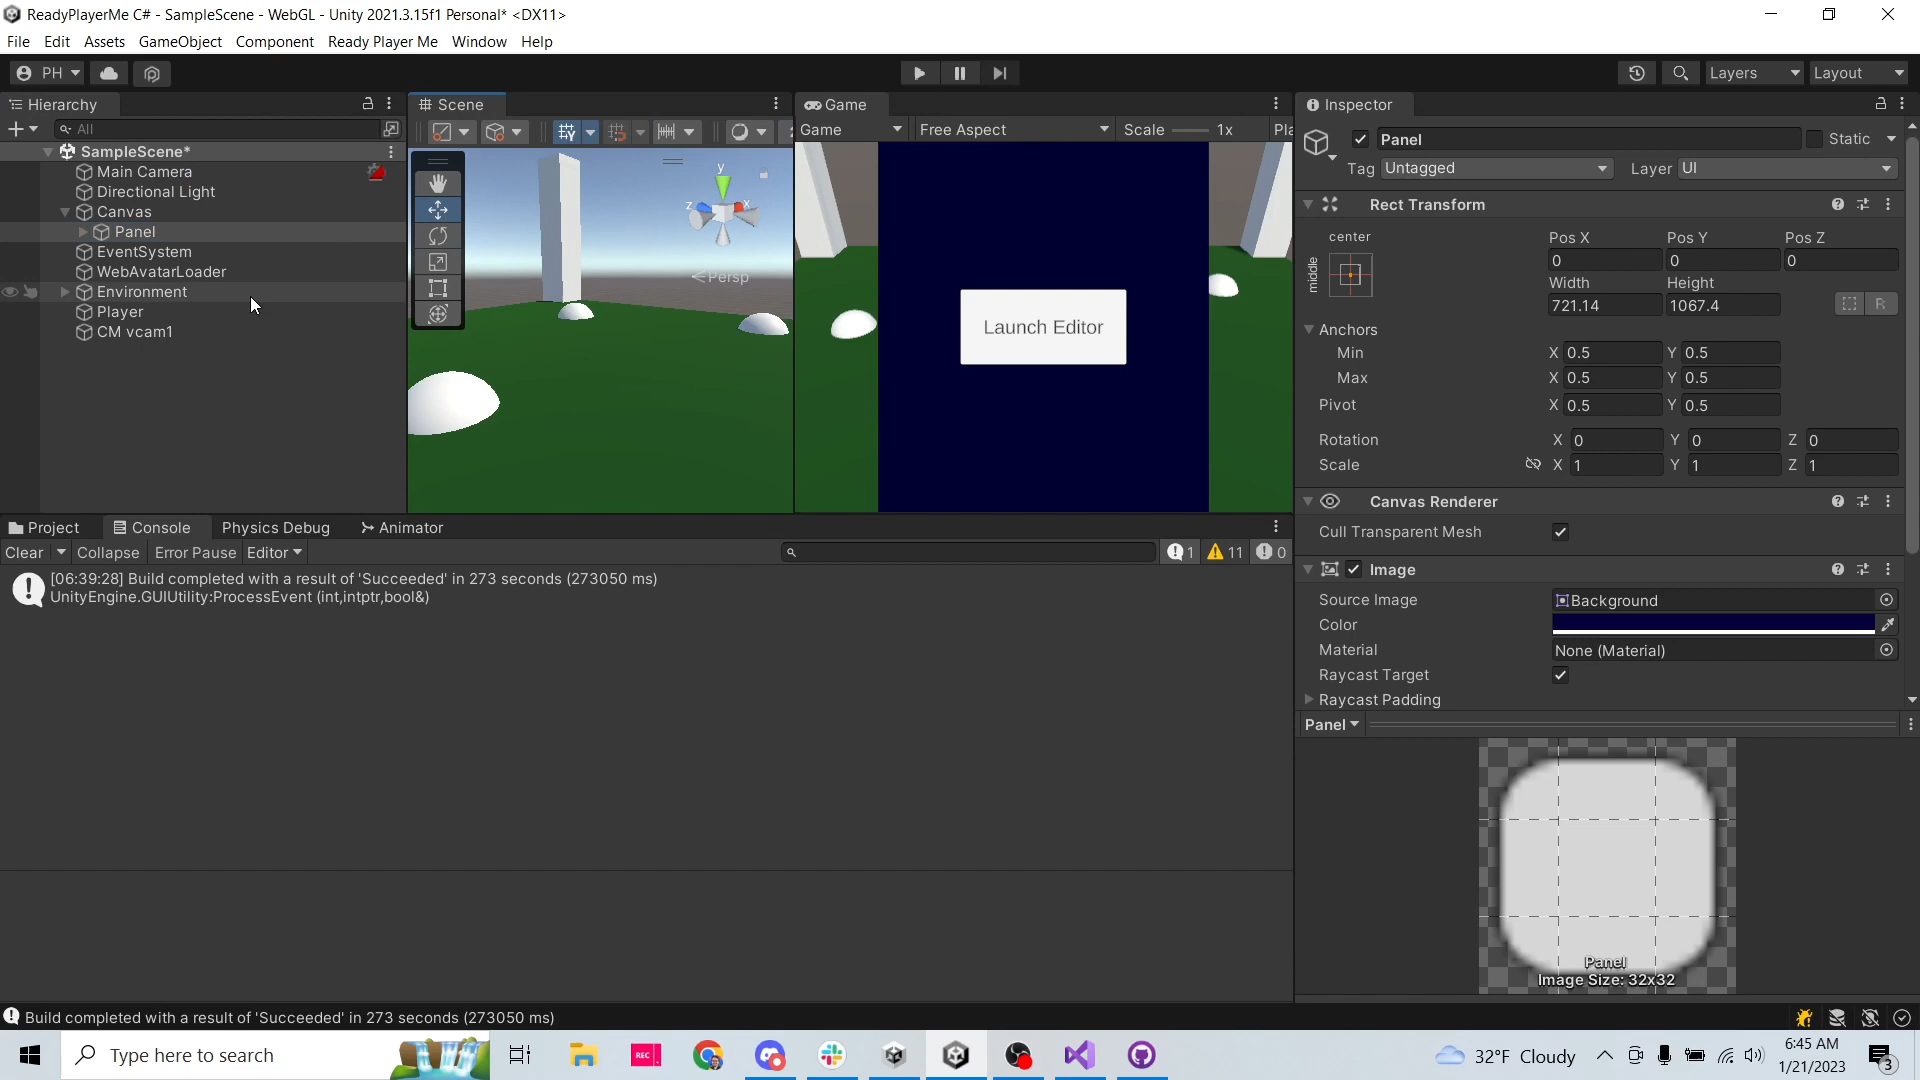 ReadyPlayerMe C# - SampleScene - WebGL - Unity 2021.3.15f1 Personal* <DX11>
File Edit Assets GameObject Component Ready Player Me Window Help
PH Layers Layout
Hierarchy
All
SampleScene*
Main Camera
Directional Light
Canvas
Panel
EventSystem
WebAvatarLoader
Environment
Player
CM vcam1
Scene
y
z x
Persp
Game
Game Free Aspect Scale 1x Pla
Launch Editor
Inspector
Panel Static
Tag Untagged Layer UI
Rect Transform
center
middle
Pos X Pos Y Pos Z
0 0 0
Width Height
721.14 1067.4 R
Anchors
Min X 0.5 Y 0.5
Max X 0.5 Y 0.5
Pivot X 0.5 Y 0.5
Rotation X 0 Y 0 Z 0
Scale X 1 Y 1 Z 1
Canvas Renderer
Cull Transparent Mesh
Image
Source Image Background
Color
Material None (Material)
Raycast Target
Raycast Padding
Panel
Panel
Image Size: 32x32
Project Console Physics Debug Animator
Clear Collapse Error Pause Editor 1 11 0
[06:39:28] Build completed with a result of 'Succeeded' in 273 seconds (273050 ms)
UnityEngine.GUIUtility:ProcessEvent (int,intptr,bool&)
Build completed with a result of 'Succeeded' in 273 seconds (273050 ms)
Type here to search
REC
32°F Cloudy
6:45 AM
1/21/2023
3